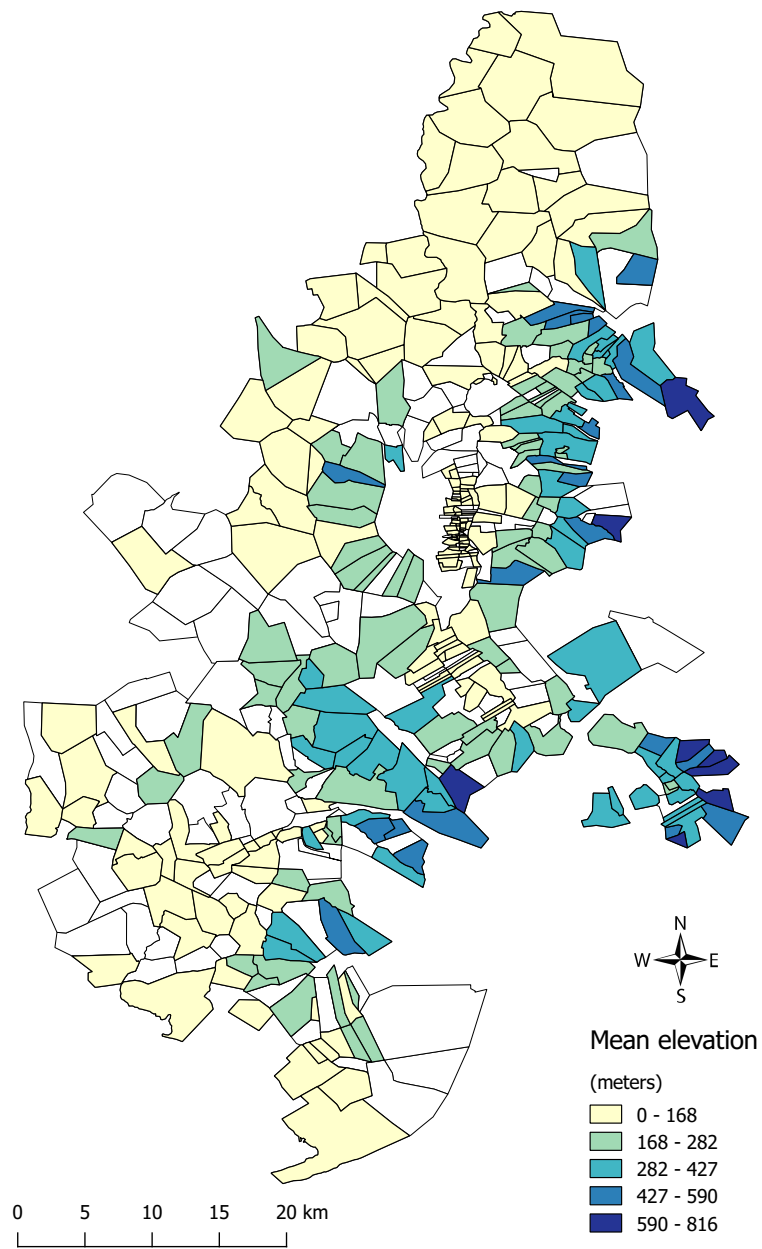 N
W E
S
Mean elevation
(meters)
0 - 168
168 - 282
282 - 427
427 - 590
590 - 816
0 5 10 15 20 km